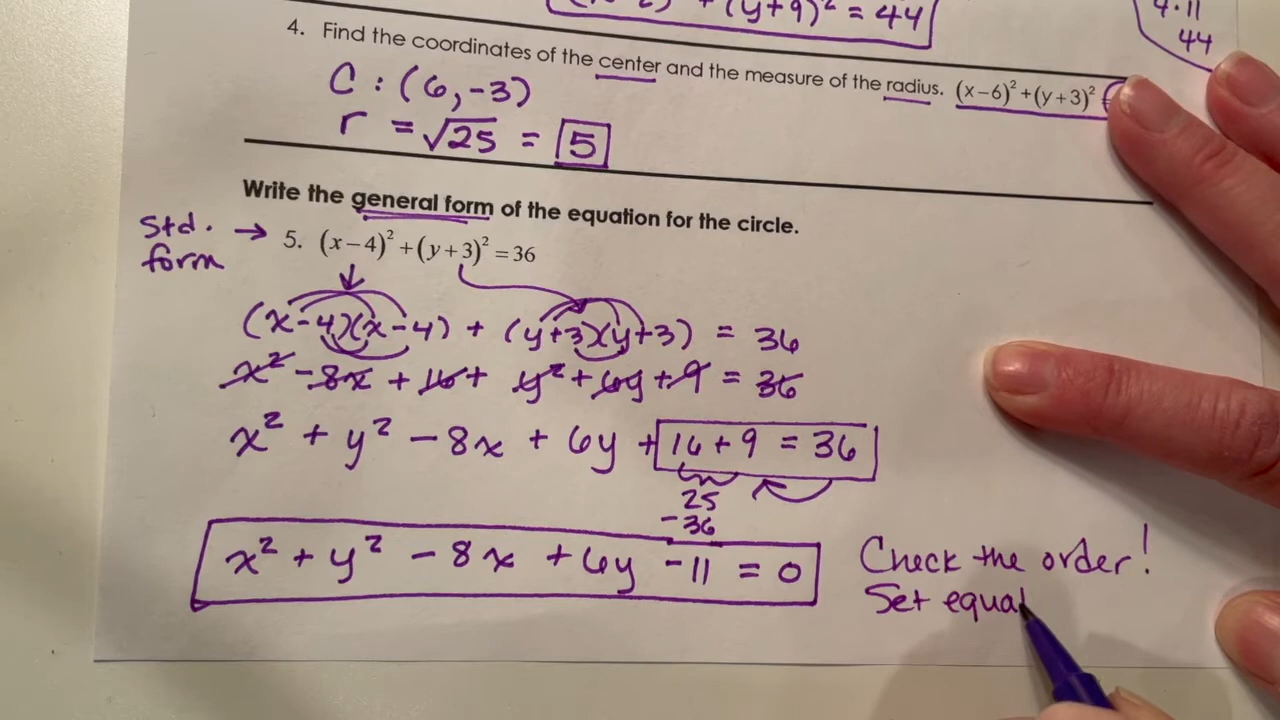 (y+9)² = 44
4·11
44
4. Find the coordinates of the center and the measure of the radius. (x−6)²+(y+3)²
C : (6, -3)
r = √25 = 5
Write the general form of the equation for the circle.
Std. form → 5. (x−4)²+(y+3)²=36
(x-4)(x-4) + (y+3)(y+3) = 36
x² - 8x + 16 + y² + 6y + 9 = 36
x² + y² - 8x + 6y + 16 + 9 = 36
25
-36
x² + y² - 8x + 6y - 11 = 0
Check the order!
Set equal